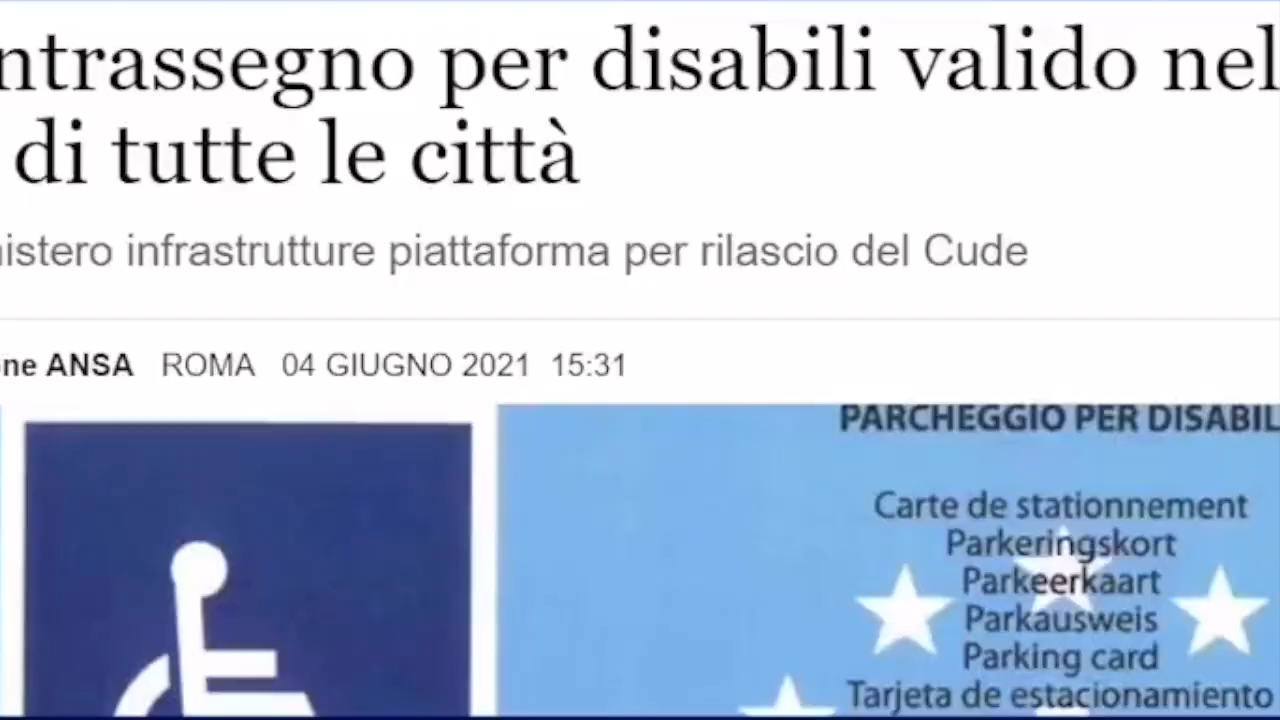 ntrassegno per disabili valido nel
di tutte le città
istero infrastrutture piattaforma per rilascio del Cude
ne ANSA ROMA 04 GIUGNO 2021 15:31
PARCHEGGIO PER DISABIL
Carte de stationnement
Parkeringskort
Parkeerkaart
Parkausweis
Parking card
Tarjeta de estacionamiento